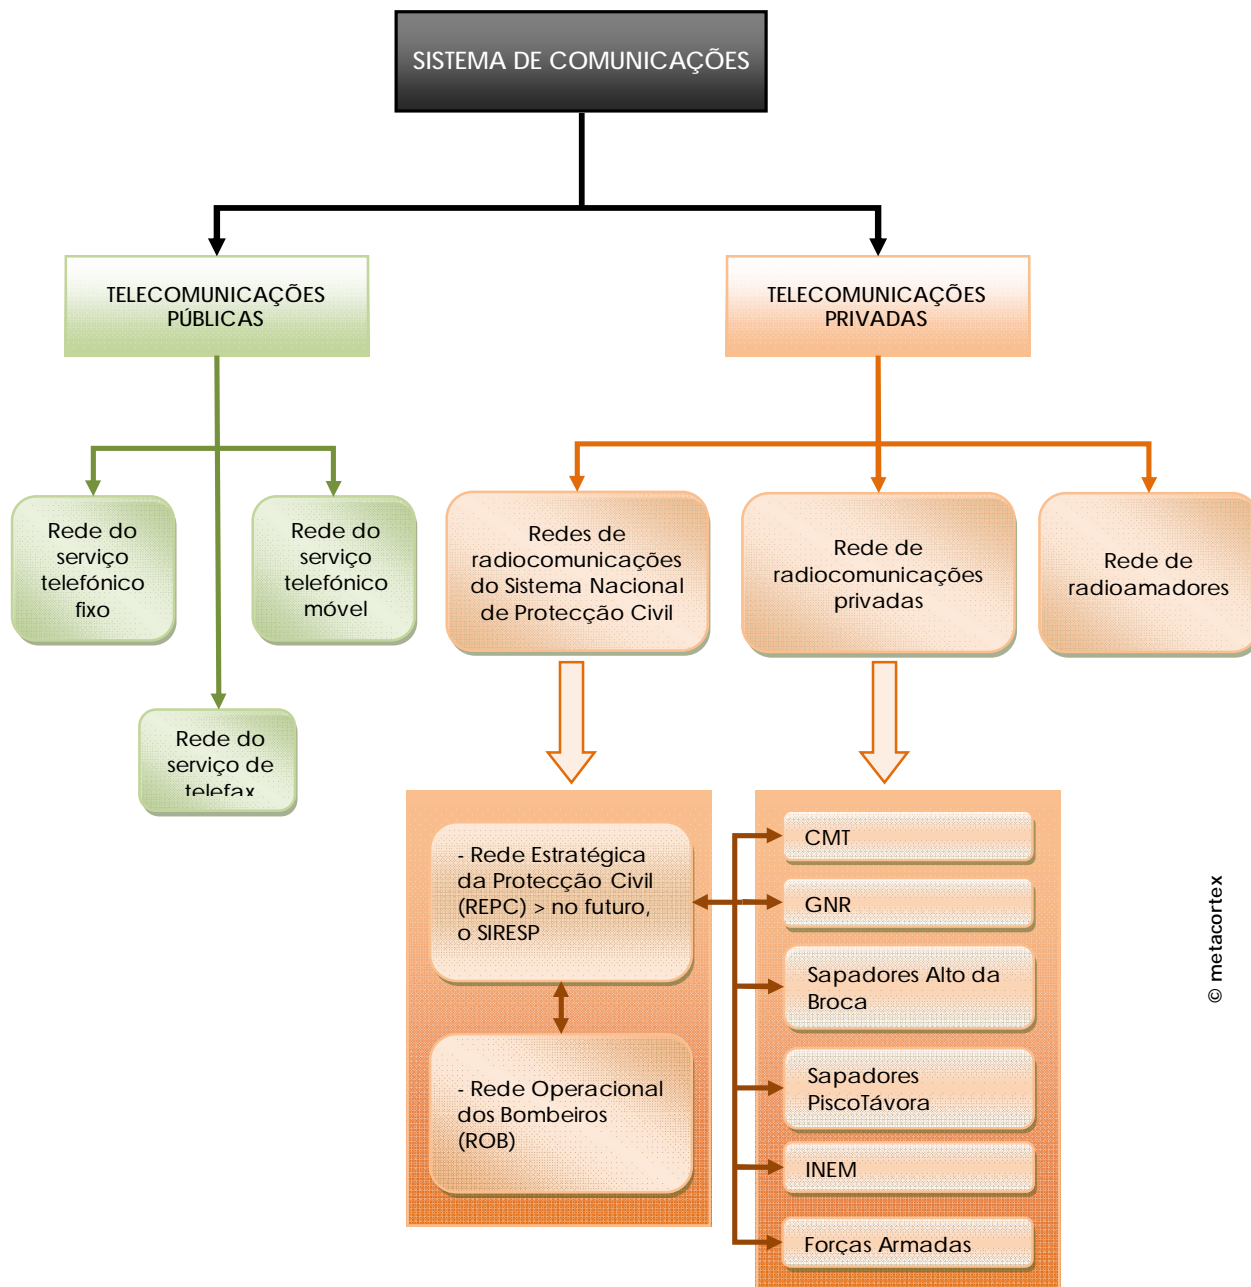 SISTEMA DE COMUNICAÇÕES
TELECOMUNICAÇÕES
PÚBLICAS
TELECOMUNICAÇÕES
PRIVADAS
Rede do
serviço
telefónico
fixo
Rede do
serviço
telefónico
móvel
Rede do
serviço de
telefax
Redes de
radiocomunicações
do Sistema Nacional
de Protecção Civil
Rede de
radiocomunicações
privadas
Rede de
radioamadores
- Rede Estratégica
da Protecção Civil
(REPC) > no futuro,
o SIRESP
- Rede Operacional
dos Bombeiros
(ROB)
CMT
GNR
Sapadores Alto da
Broca
Sapadores
PiscoTávora
INEM
Forças Armadas
© metacortex